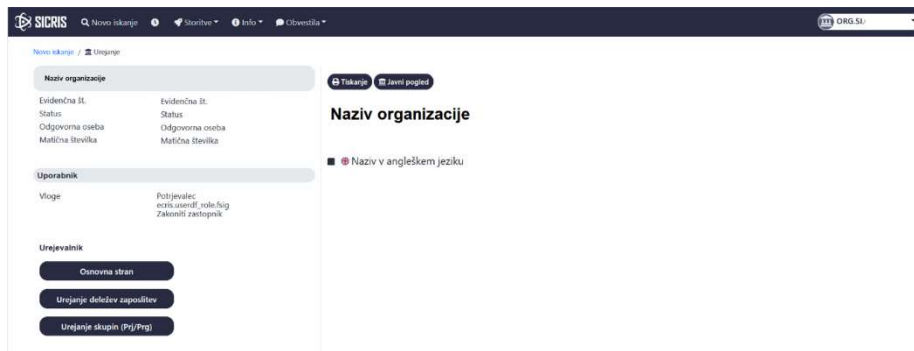 SICRIS Novo iskanje Storitve Info Obvestila ORG.SI.
Novo iskanje / Urejanje
Naziv organizacije
Evidenčna št. Evidenčna št.
Status Status
Odgovorna oseba Odgovorna oseba
Matična številka Matična številka
Uporabnik
Vloge Potrjevalec
ecris.userdf_role.fsig
Zakoniti zastopnik
Urejevalnik
Osnovna stran
Urejanje deležev zaposlitev
Urejanje skupin (Prj/Prg)
Tiskanje Javni pogled
Naziv organizacije
Naziv v angleškem jeziku